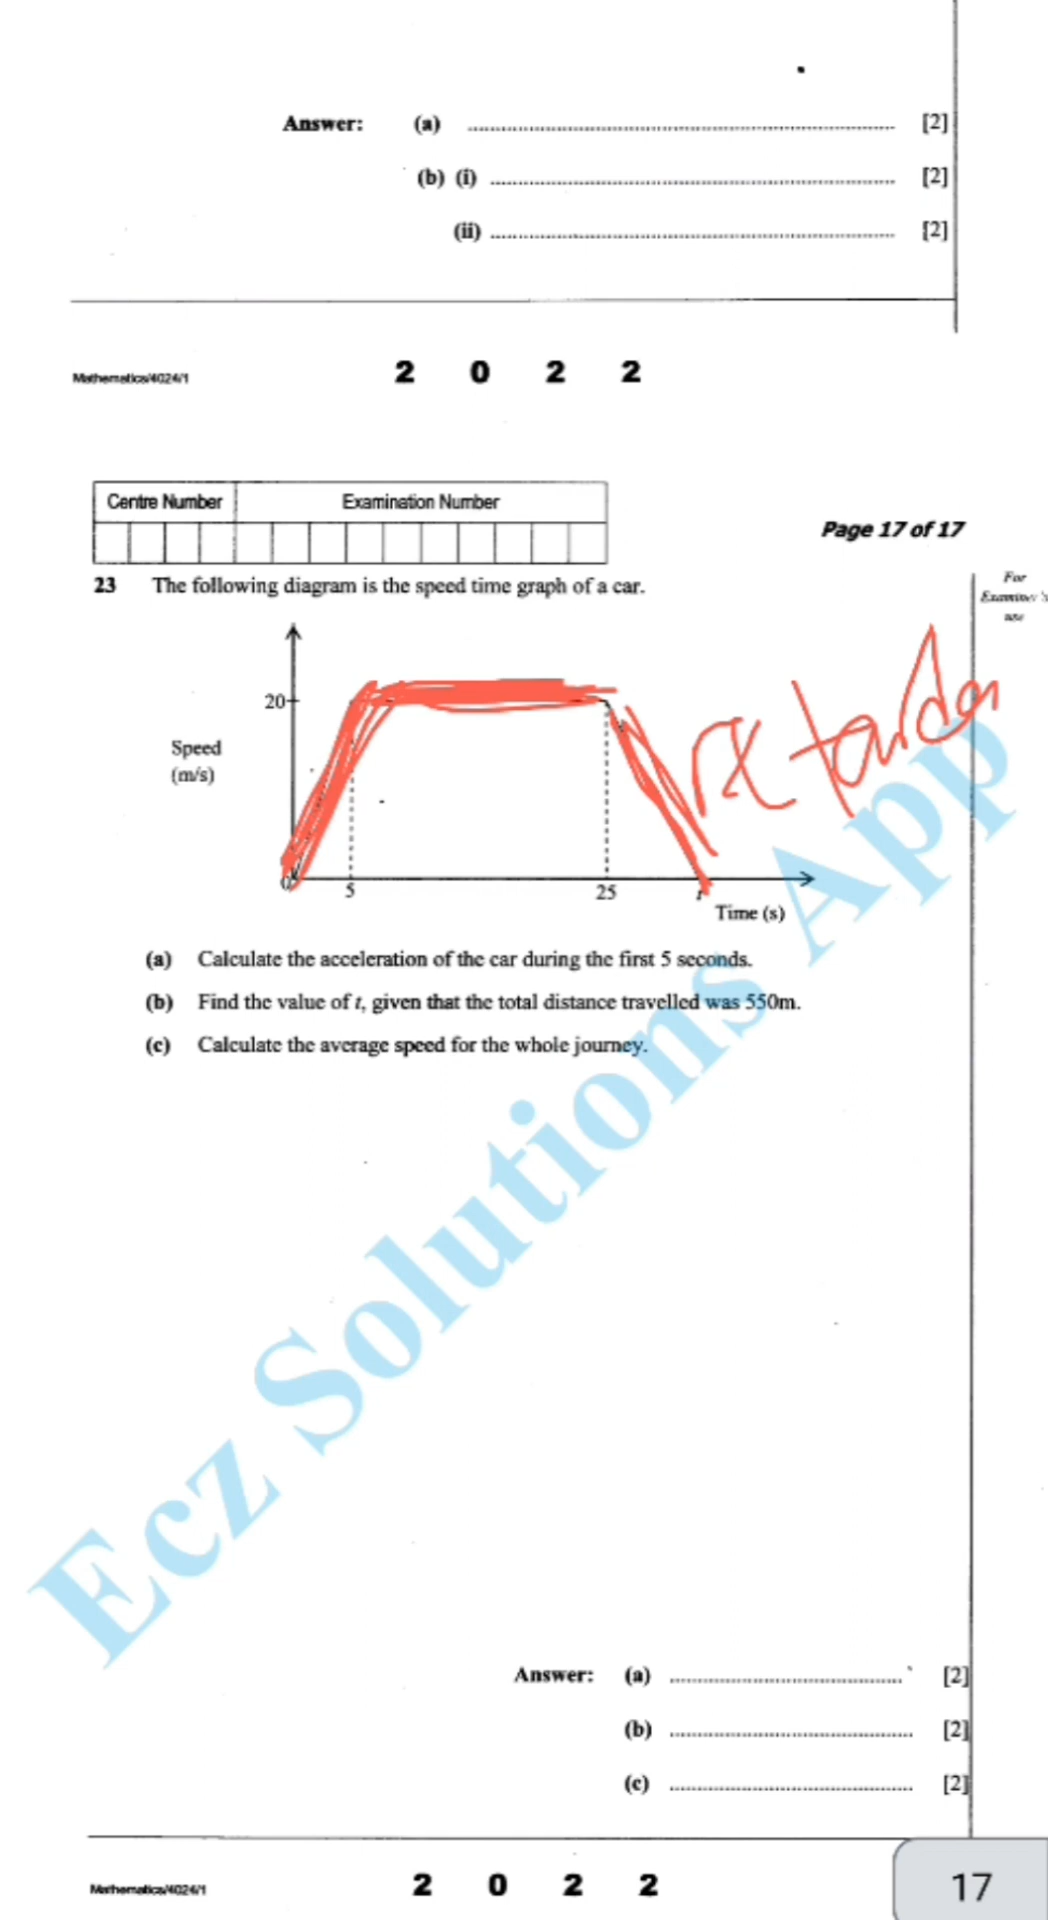 Answer: (a) [2]
(b) (i) [2]
(ii) [2]
Mathematics/4024/1
2 0 2 2
Centre Number Examination Number
Page 17 of 17
23 The following diagram is the speed time graph of a car.
For
Examiner's
use
20
Speed
(m/s)
0 5 25 t
Time (s)
(a) Calculate the acceleration of the car during the first 5 seconds.
(b) Find the value of t, given that the total distance travelled was 550m.
(c) Calculate the average speed for the whole journey.
Ecz Solutions App
Answer: (a) [2]
(b) [2]
(c) [2]
Mathematics/4024/1
2 0 2 2
17